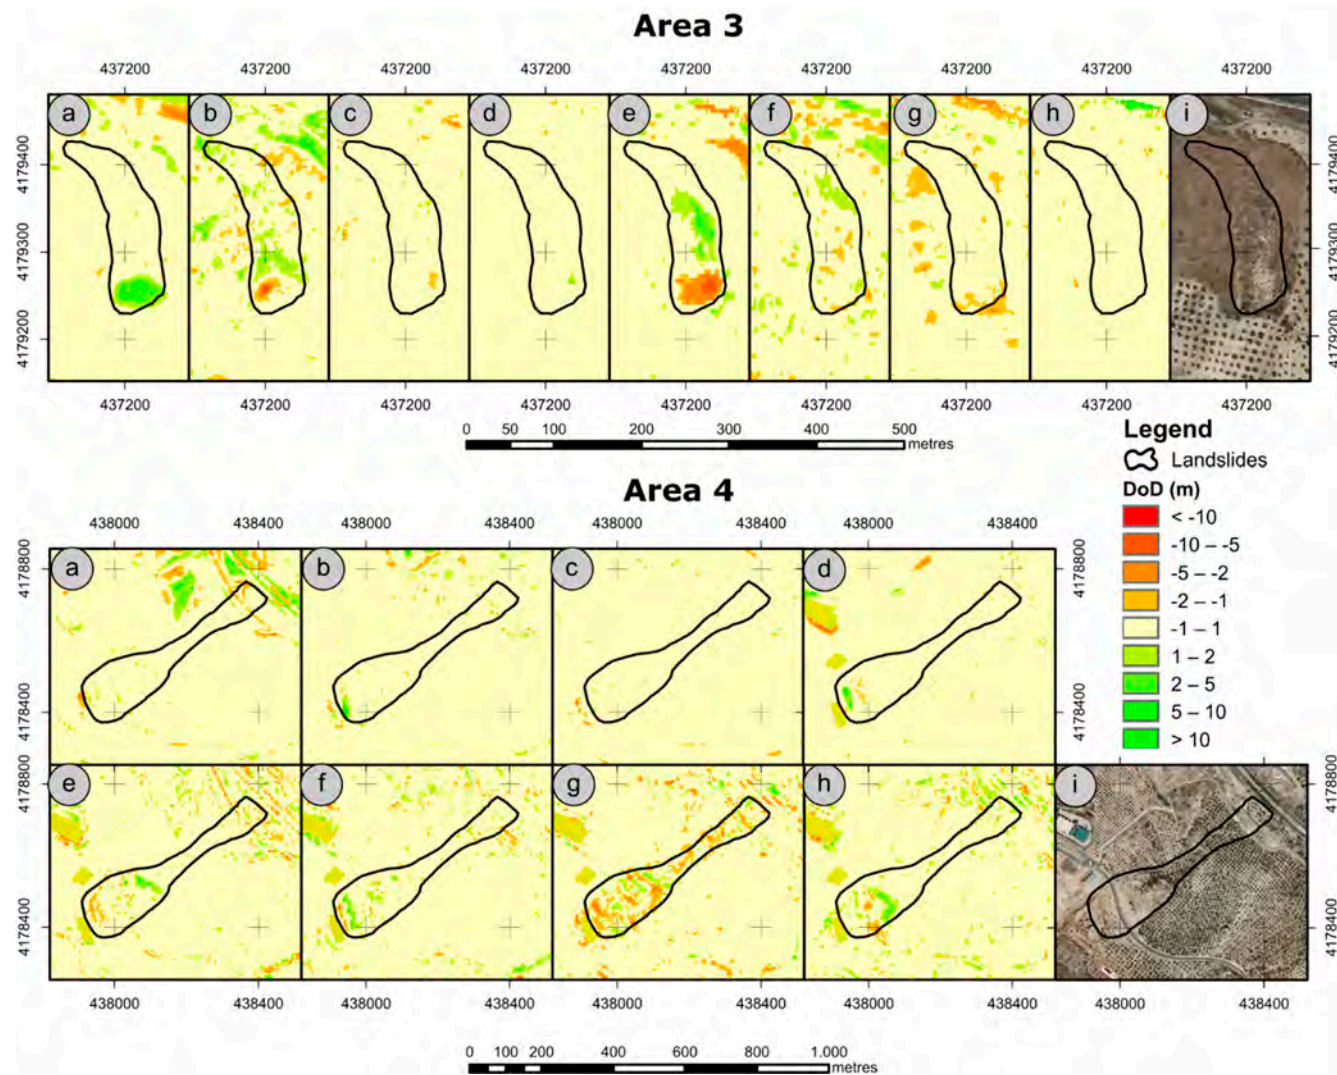 Area 3
437200 437200 437200 437200 437200 437200 437200 437200 437200
a b c d e f g h i
4179400 4179400
4179300 4179300
4179200 4179200
437200 437200 437200 437200 437200 437200 437200 437200 437200
0 50 100 200 300 400 500
metres
Legend
Landslides
DoD (m)
< -10
-10 – -5
-5 – -2
-2 – -1
-1 – 1
1 – 2
2 – 5
5 – 10
> 10
Area 4
438000 438400 438000 438400 438000 438400 438000 438400
a b c d
4178800 4178800
4178400 4178400
e f g h i
4178800 4178800
4178400 4178400
438000 438400 438000 438400 438000 438400 438000 438400 438000 438400
0 100 200 400 600 800 1.000
metres